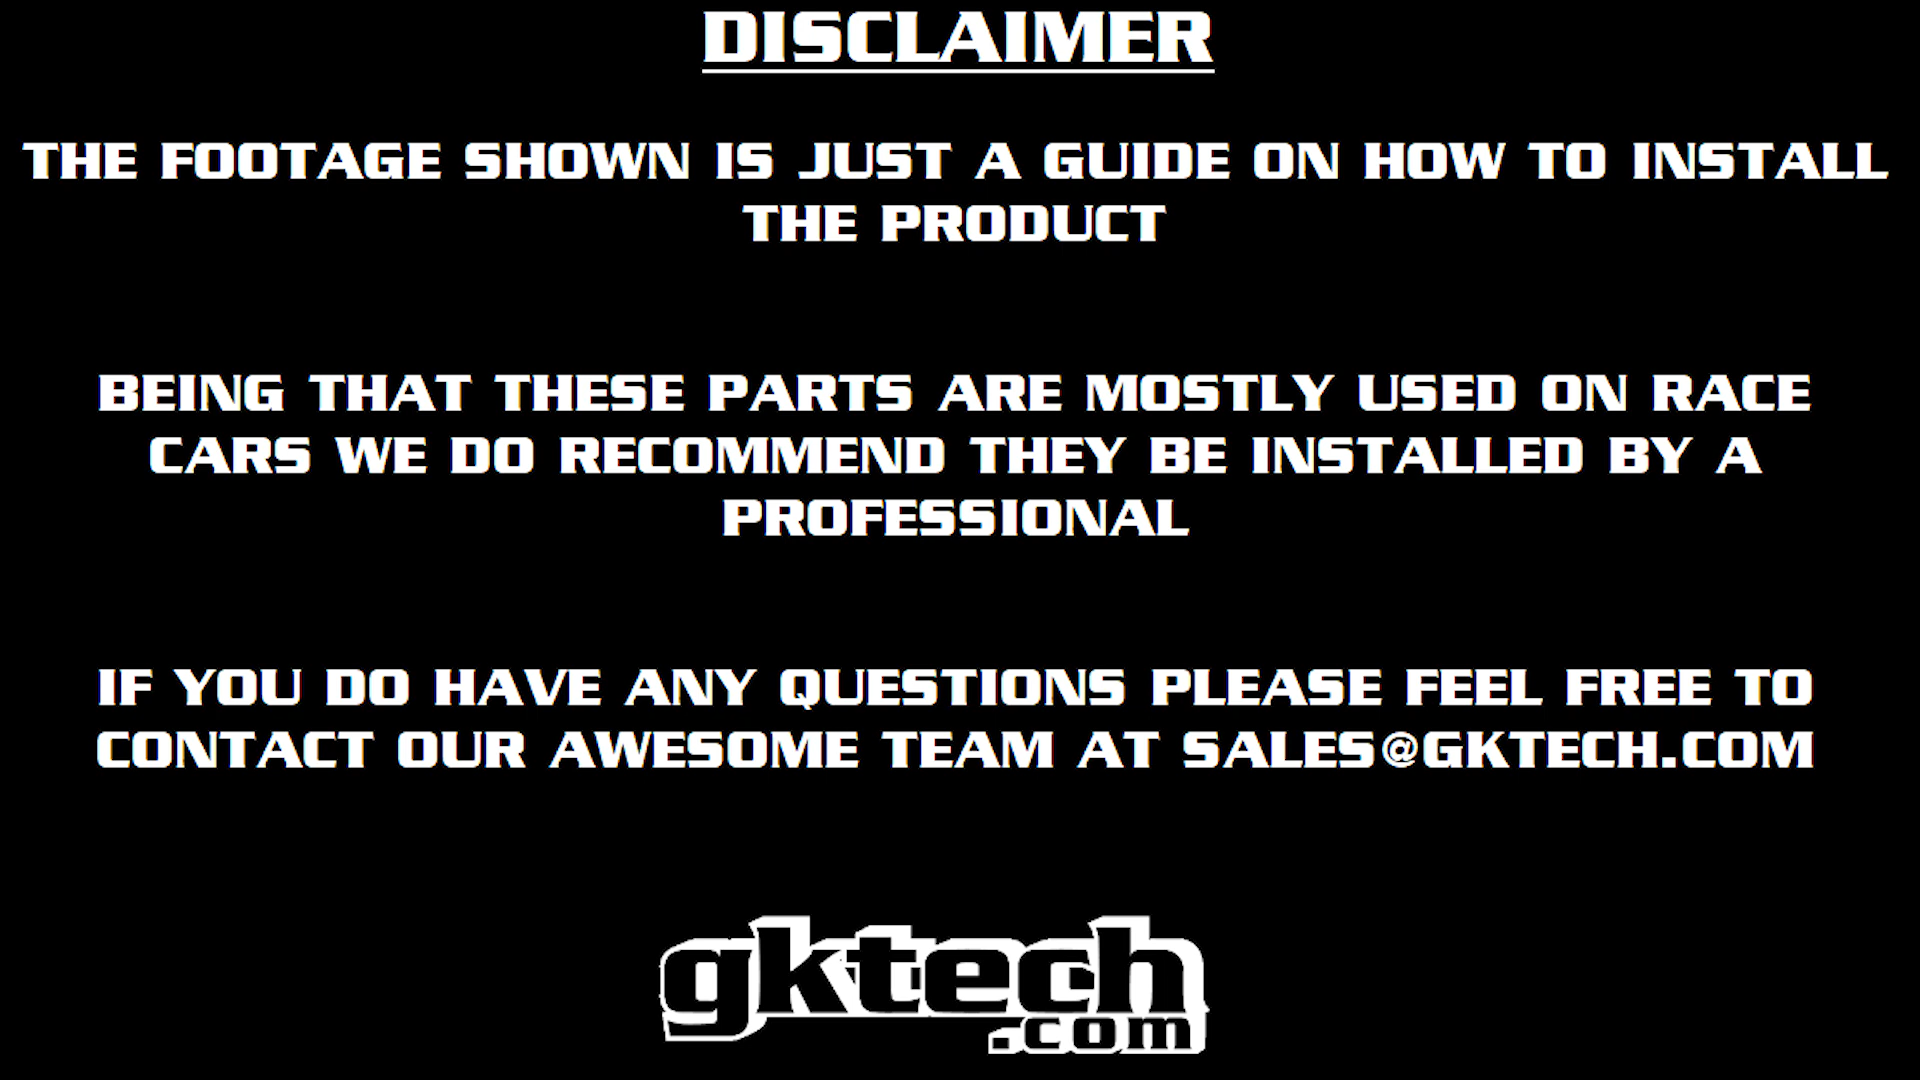 DISCLAIMER
THE FOOTAGE SHOWN IS JUST A GUIDE ON HOW TO INSTALL
THE PRODUCT
BEING THAT THESE PARTS ARE MOSTLY USED ON RACE
CARS WE DO RECOMMEND THEY BE INSTALLED BY A
PROFESSIONAL
IF YOU DO HAVE ANY QUESTIONS PLEASE FEEL FREE TO
CONTACT OUR AWESOME TEAM AT SALES@GKTECH.COM
gktech
.com